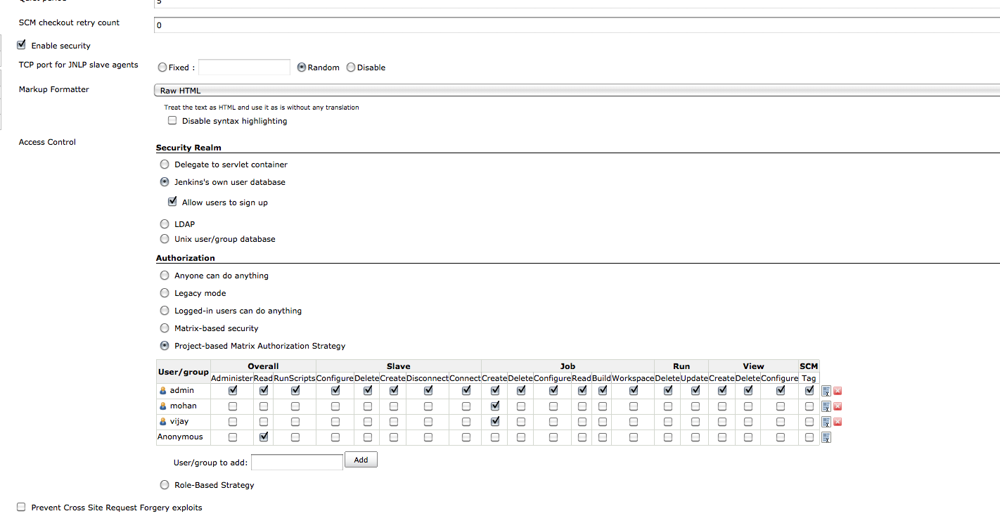 Quiet period
5
SCM checkout retry count
0
Enable security
TCP port for JNLP slave agents
Fixed : Random Disable
Markup Formatter
Raw HTML
Treat the text as HTML and use it as is without any translation
Disable syntax highlighting
Access Control
Security Realm
Delegate to servlet container
Jenkins's own user database
Allow users to sign up
LDAP
Unix user/group database
Authorization
Anyone can do anything
Legacy mode
Logged-in users can do anything
Matrix-based security
Project-based Matrix Authorization Strategy
User/group Overall Slave Job Run View SCM
Administer Read RunScripts Configure Delete Create Disconnect Connect Create Delete Configure Read Build Workspace Delete Update Create Delete Configure Tag
admin
mohan
vijay
Anonymous
User/group to add: Add
Role-Based Strategy
Prevent Cross Site Request Forgery exploits